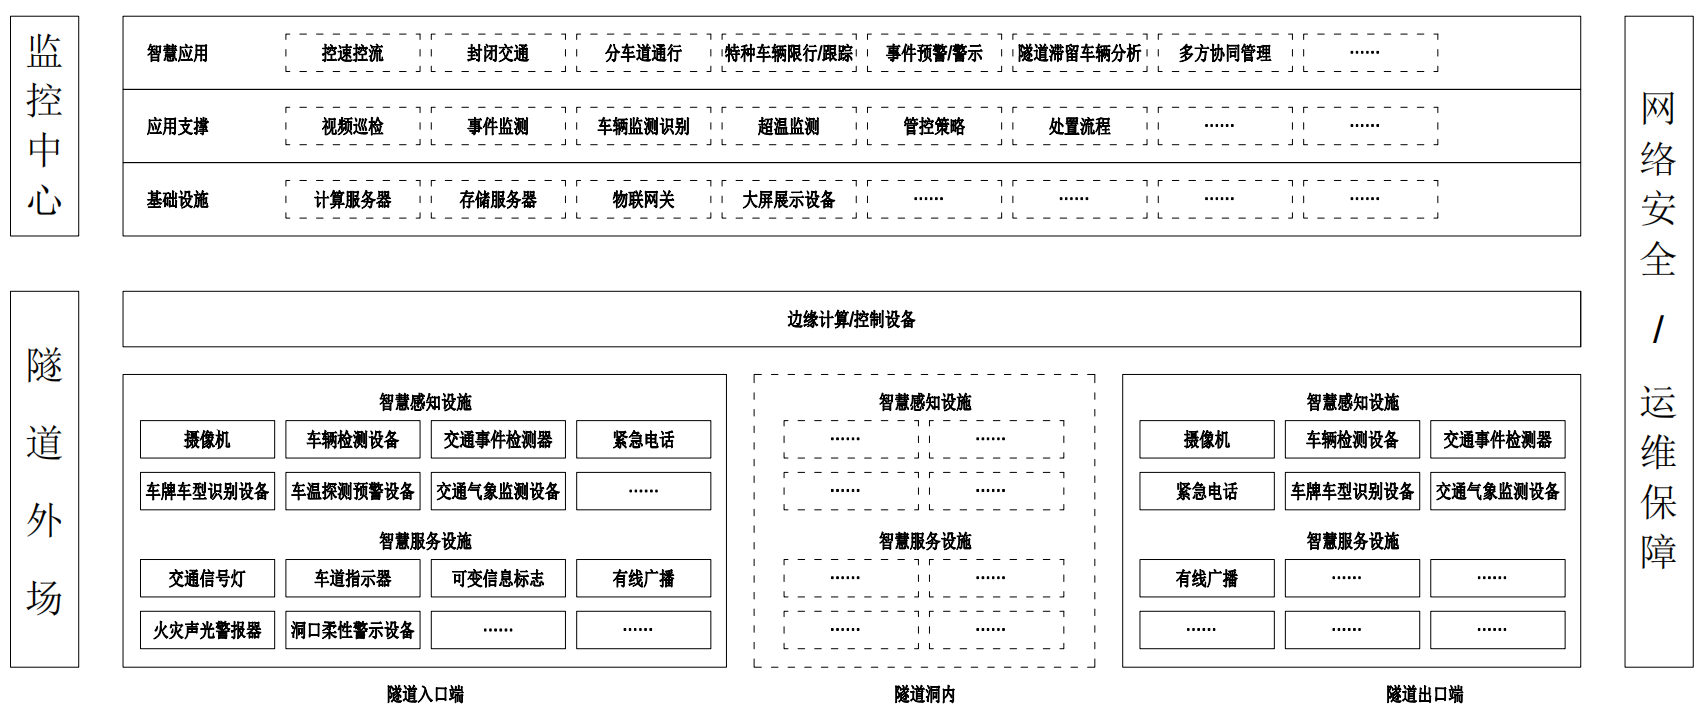 监控中心
智慧应用 控速控流 封闭交通 分车道通行 特种车辆限行/跟踪 事件预警/警示 隧道滞留车辆分析 多方协同管理 ……
应用支撑 视频巡检 事件监测 车辆监测识别 超温监测 管控策略 处置流程 …… ……
基础设施 计算服务器 存储服务器 物联网关 大屏展示设备 …… …… …… ……
网络安全/运维保障
隧道外场
边缘计算/控制设备
智慧感知设施
摄像机 车辆检测设备 交通事件检测器 紧急电话
车牌车型识别设备 车温探测预警设备 交通气象监测设备 ……
智慧服务设施
交通信号灯 车道指示器 可变信息标志 有线广播
火灾声光警报器 洞口柔性警示设备 …… ……
隧道入口端
智慧感知设施
…… ……
…… ……
智慧服务设施
…… ……
…… ……
隧道洞内
智慧感知设施
摄像机 车辆检测设备 交通事件检测器
紧急电话 车牌车型识别设备 交通气象监测设备
智慧服务设施
有线广播 …… ……
…… …… ……
隧道出口端